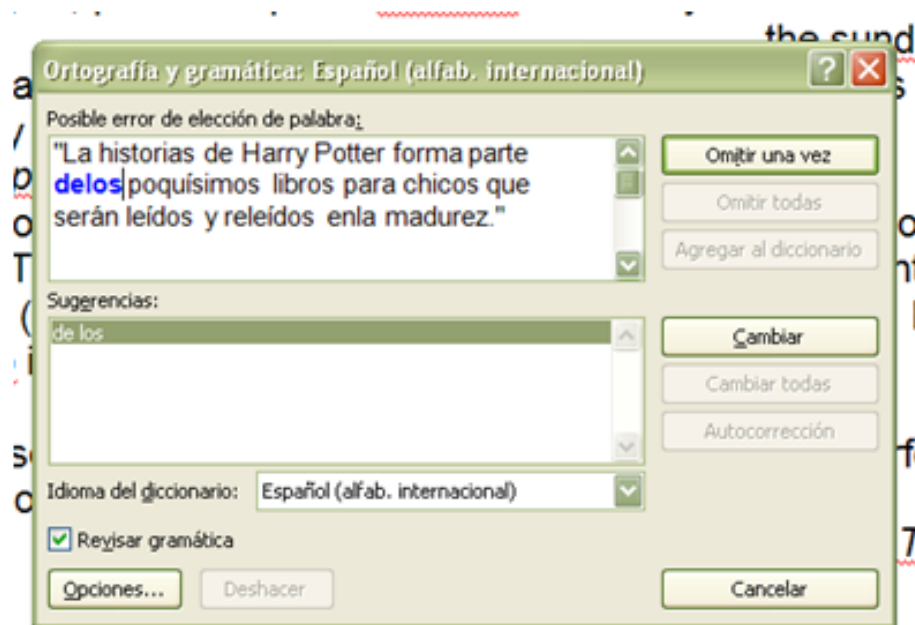 the sund
Ortografía y gramática: Español (alfab. internacional)
Posible error de elección de palabra:
"La historias de Harry Potter forma parte
delos poquísimos libros para chicos que
serán leídos y releídos enla madurez."
Omitir una vez
Omitir todas
Agregar al diccionario
Sugerencias:
de los
Cambiar
Cambiar todas
Autocorrección
Idioma del diccionario: Español (alfab. internacional)
Revisar gramática
Opciones... Deshacer Cancelar